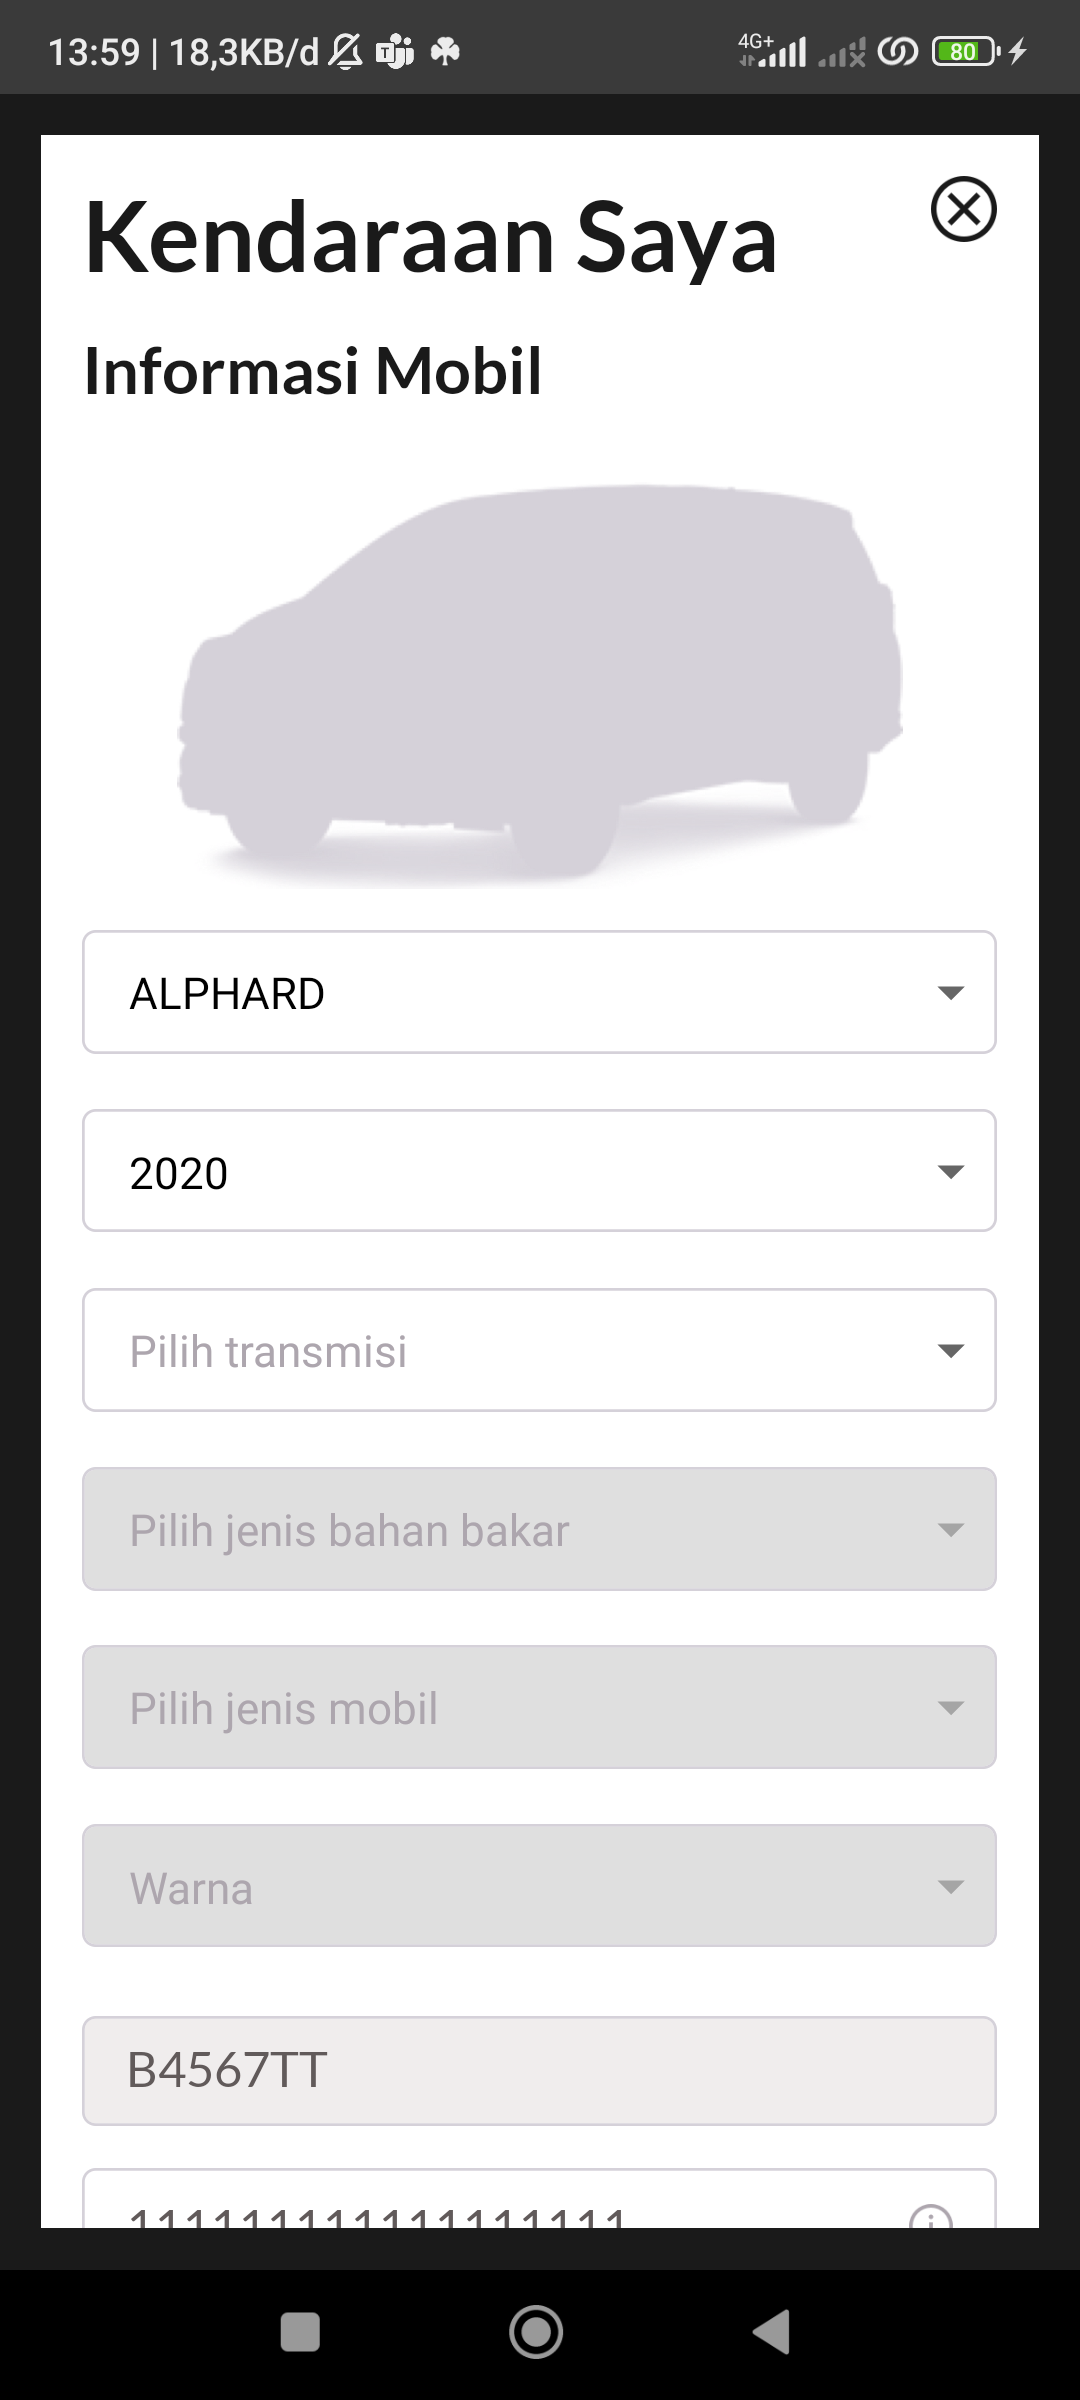 13:59 | 18,3KB/d
4G+
80
Kendaraan Saya
Informasi Mobil
ALPHARD
2020
Pilih transmisi
Pilih jenis bahan bakar
Pilih jenis mobil
Warna
B4567TT